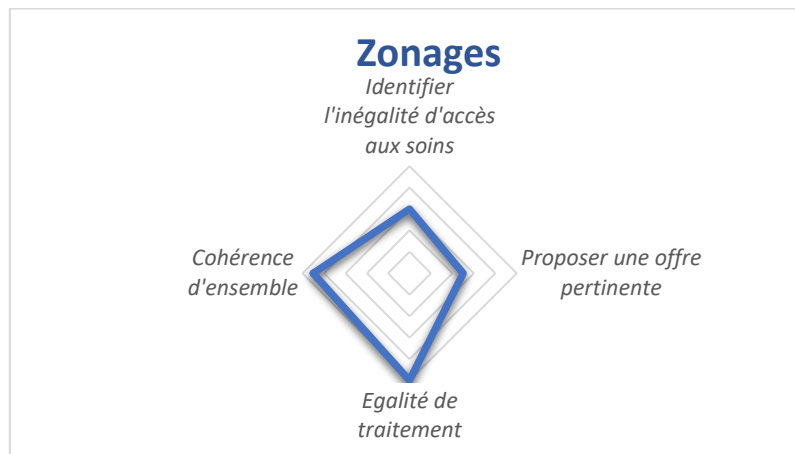 Zonages
Identifier
l'inégalité d'accès
aux soins
Cohérence
d'ensemble
Proposer une offre
pertinente
Egalité de
traitement